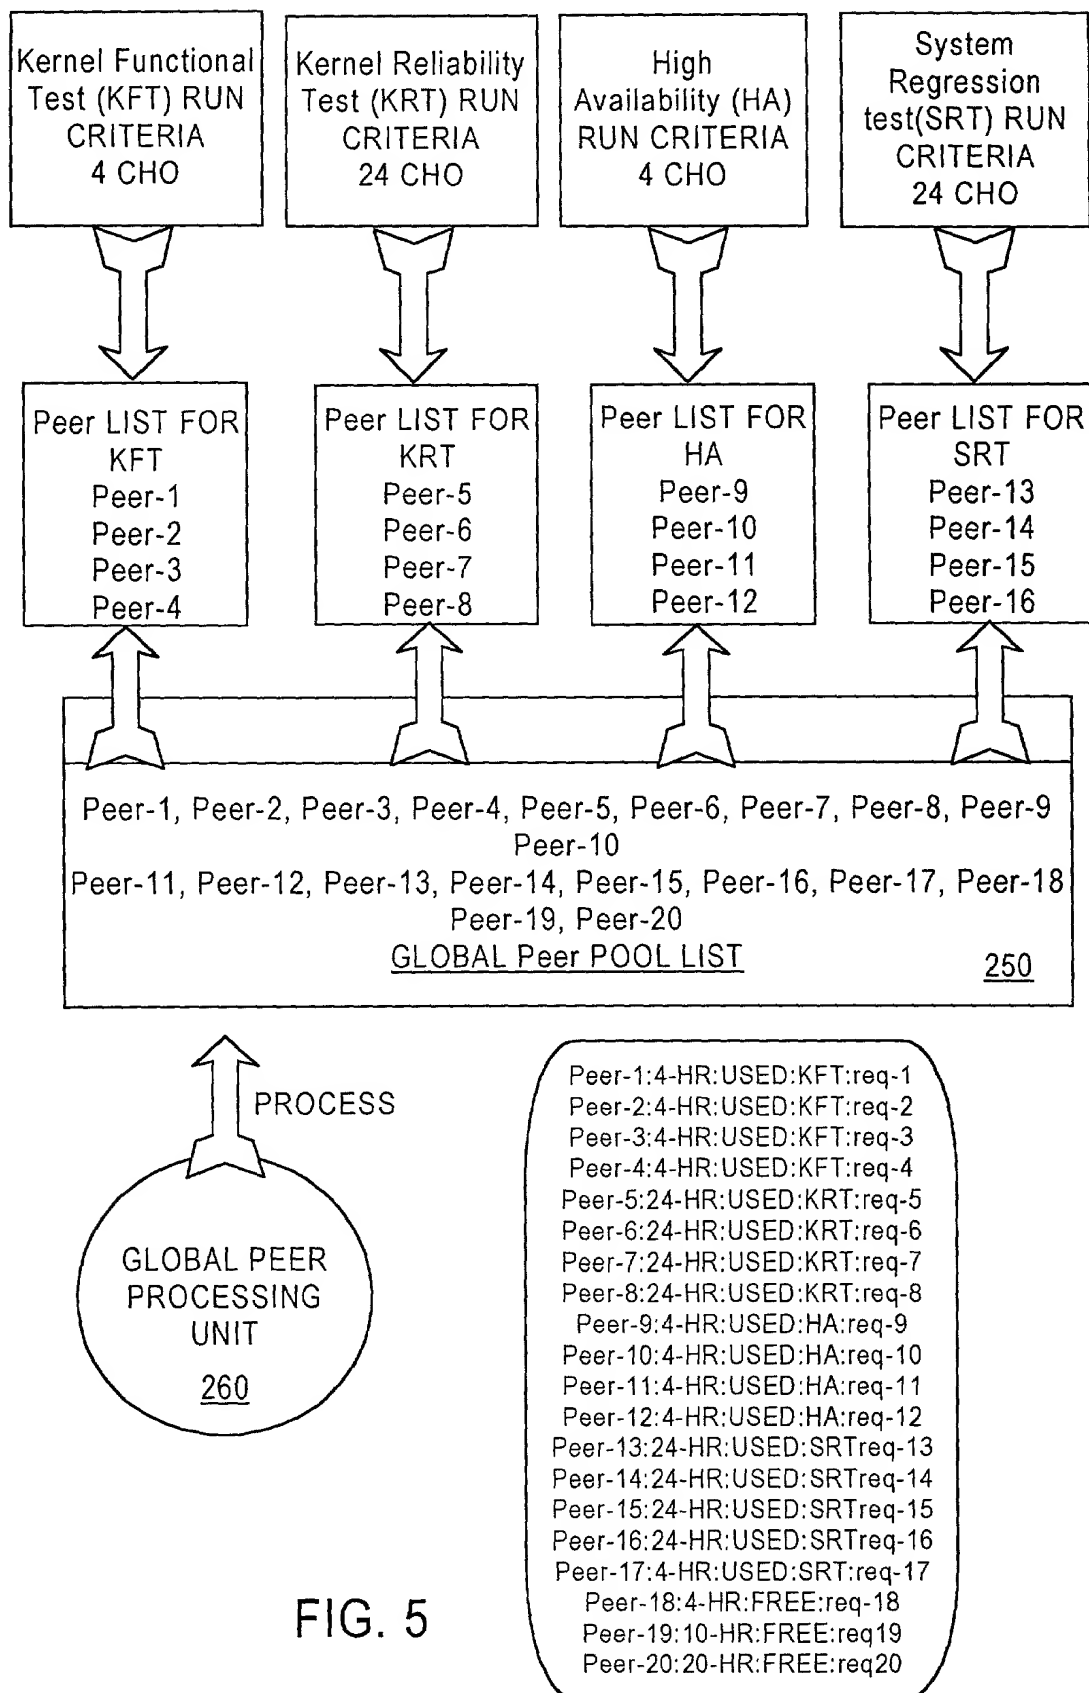 Kernel Functional
Test (KFT) RUN
CRITERIA
4 CHO
Kernel Reliability
Test (KRT) RUN
CRITERIA
24 CHO
High
Availability (HA)
RUN CRITERIA
4 CHO
System
Regression
test(SRT) RUN
CRITERIA
24 CHO
Peer LIST FOR
KFT
Peer-1
Peer-2
Peer-3
Peer-4
Peer LIST FOR
KRT
Peer-5
Peer-6
Peer-7
Peer-8
Peer LIST FOR
HA
Peer-9
Peer-10
Peer-11
Peer-12
Peer LIST FOR
SRT
Peer-13
Peer-14
Peer-15
Peer-16
Peer-1, Peer-2, Peer-3, Peer-4, Peer-5, Peer-6, Peer-7, Peer-8, Peer-9
Peer-10
Peer-11, Peer-12, Peer-13, Peer-14, Peer-15, Peer-16, Peer-17, Peer-18
Peer-19, Peer-20
GLOBAL Peer POOL LIST
250
PROCESS
GLOBAL PEER
PROCESSING
UNIT
260
Peer-1:4-HR:USED:KFT:req-1
Peer-2:4-HR:USED:KFT:req-2
Peer-3:4-HR:USED:KFT:req-3
Peer-4:4-HR:USED:KFT:req-4
Peer-5:24-HR:USED:KRT:req-5
Peer-6:24-HR:USED:KRT:req-6
Peer-7:24-HR:USED:KRT:req-7
Peer-8:24-HR:USED:KRT:req-8
Peer-9:4-HR:USED:HA:req-9
Peer-10:4-HR:USED:HA:req-10
Peer-11:4-HR:USED:HA:req-11
Peer-12:4-HR:USED:HA:req-12
Peer-13:24-HR:USED:SRTreq-13
Peer-14:24-HR:USED:SRTreq-14
Peer-15:24-HR:USED:SRTreq-15
Peer-16:24-HR:USED:SRTreq-16
Peer-17:4-HR:USED:SRT:req-17
Peer-18:4-HR:FREE:req-18
Peer-19:10-HR:FREE:req19
Peer-20:20-HR:FREE:req20
FIG. 5